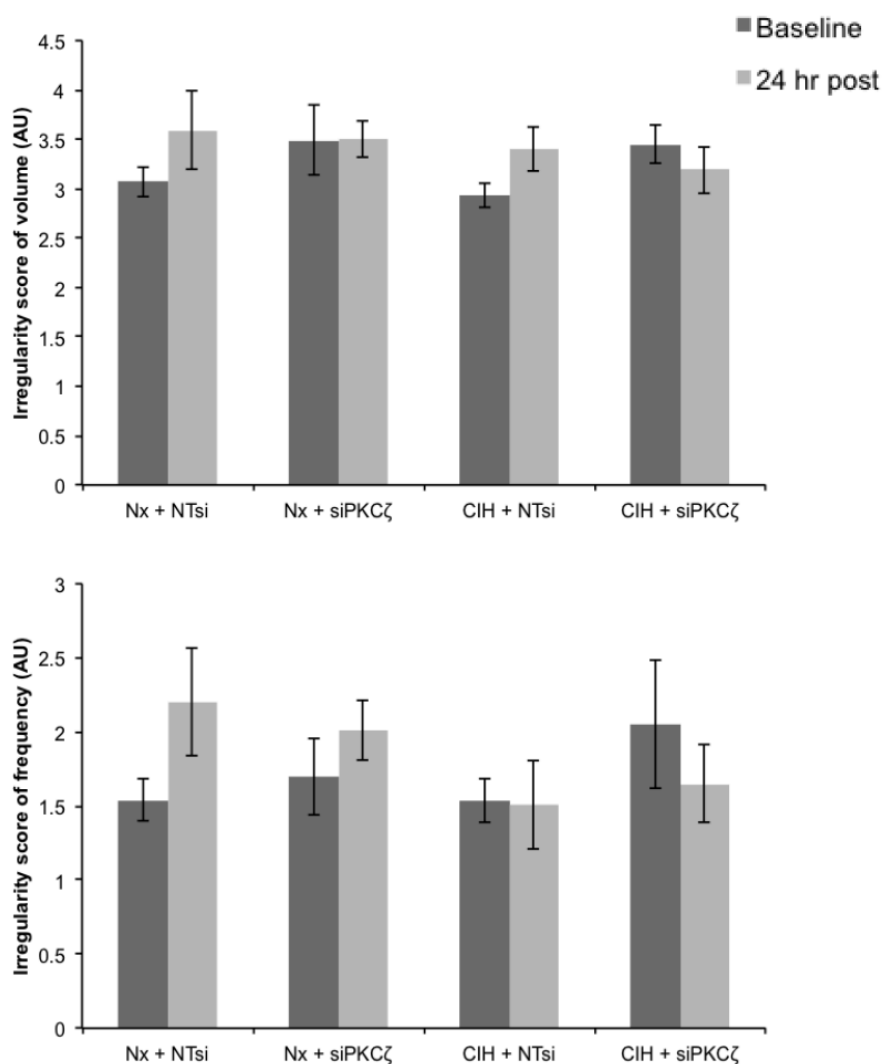 Baseline
24 hr post
Irregularity score of volume (AU)
4.5
4
3.5
3
2.5
2
1.5
1
0.5
0
Nx + NTsi Nx + siPKCζ CIH + NTsi CIH + siPKCζ
Irregularity score of frequency (AU)
3
2.5
2
1.5
1
0.5
0
Nx + NTsi Nx + siPKCζ CIH + NTsi CIH + siPKCζ